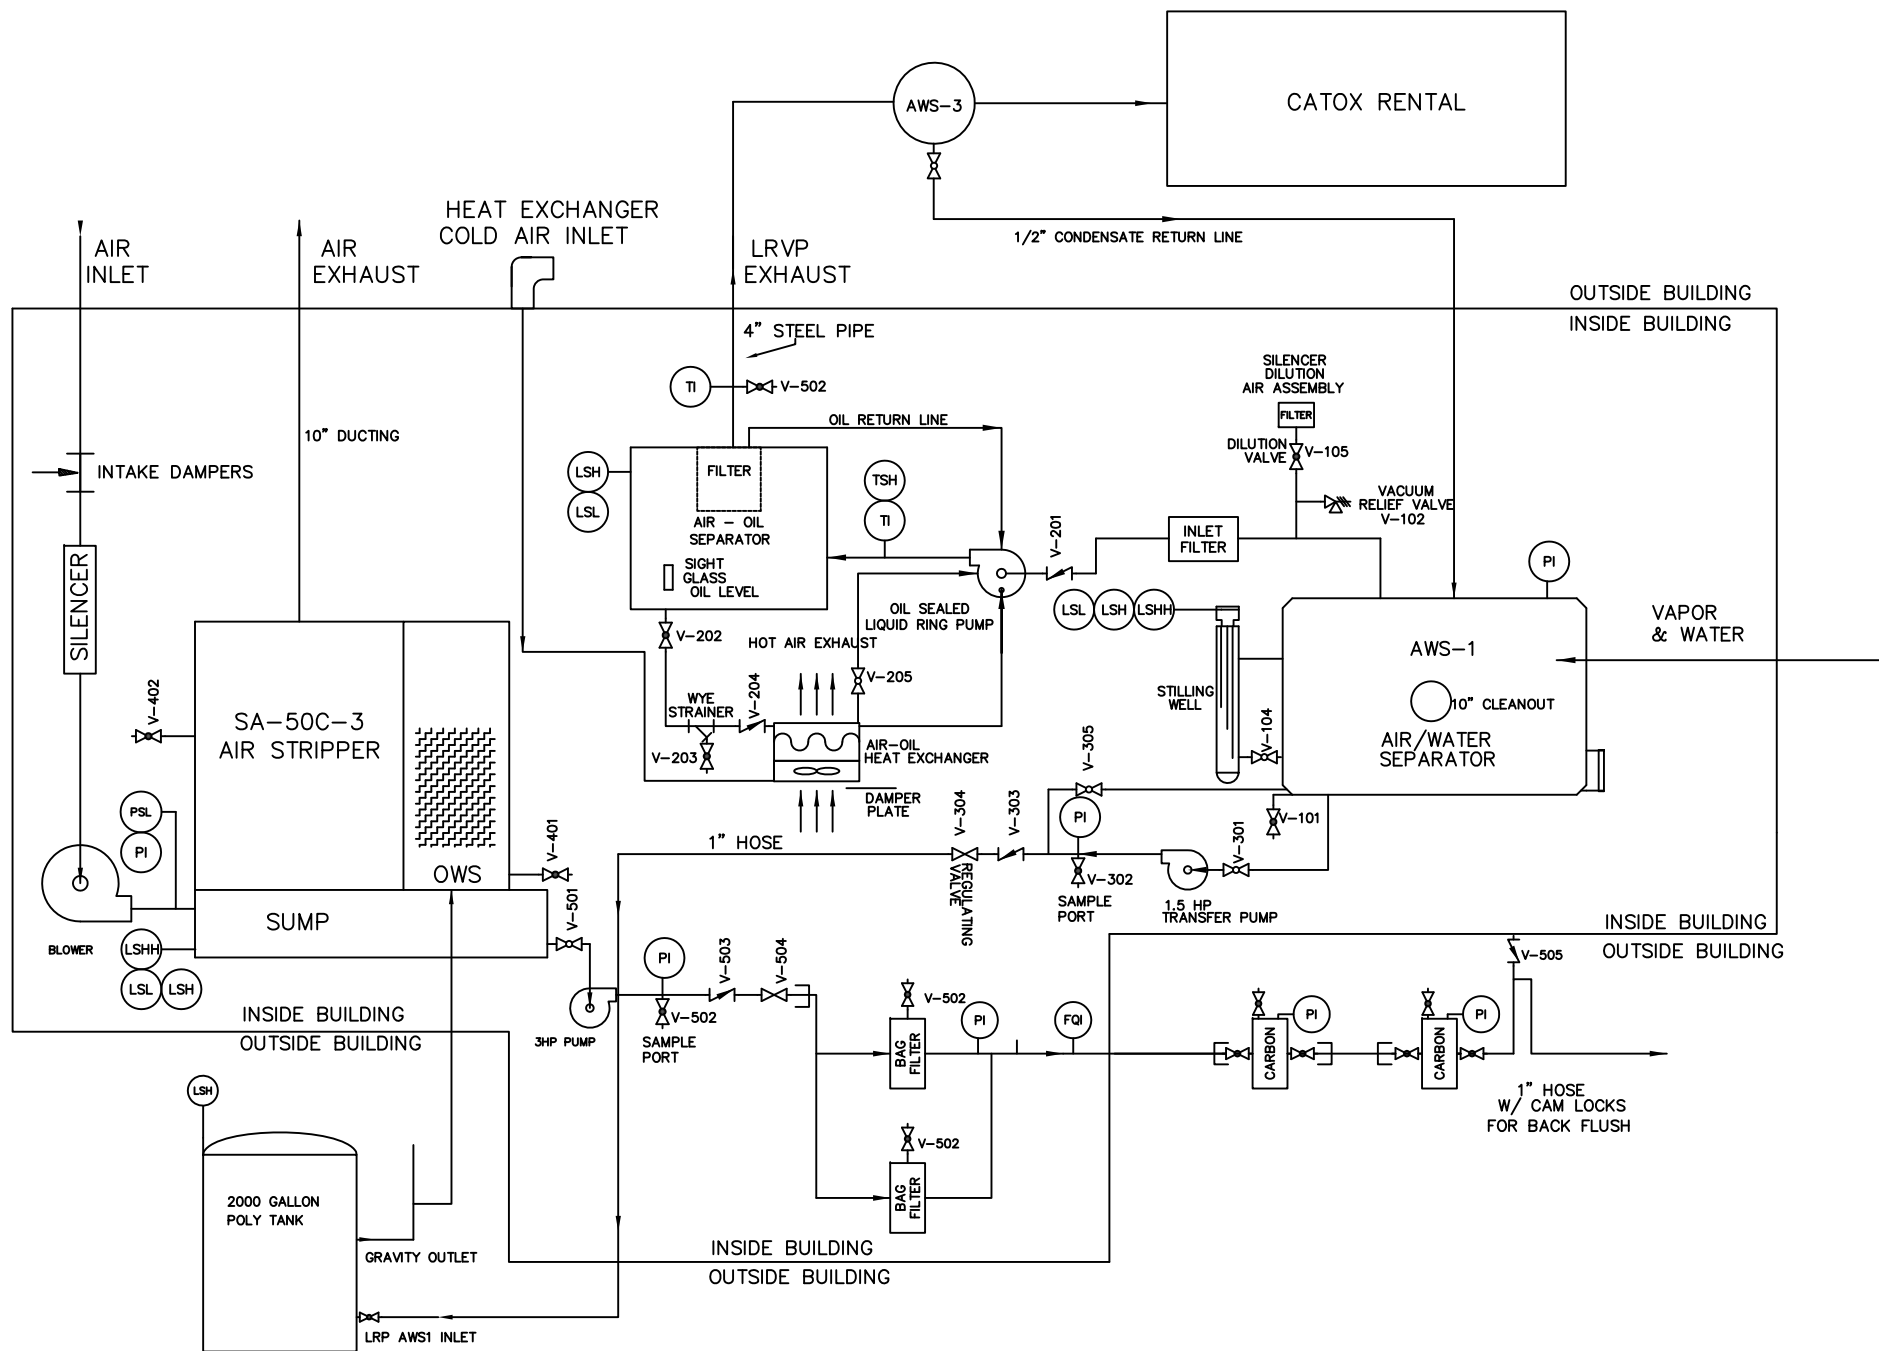 AWS-3
CATOX RENTAL
1/2" CONDENSATE RETURN LINE
HEAT EXCHANGER
COLD AIR INLET
AIR
INLET
AIR
EXHAUST
LRVP
EXHAUST
OUTSIDE BUILDING
INSIDE BUILDING
4" STEEL PIPE
TI
V-502
SILENCER
DILUTION
AIR ASSEMBLY
FILTER
DILUTION
VALVE
V-105
10" DUCTING
OIL RETURN LINE
INTAKE DAMPERS
LSH
LSL
FILTER
AIR - OIL
SEPARATOR
SIGHT
GLASS
OIL LEVEL
TSH
TI
VACUUM
RELIEF VALVE
V-102
V-201
INLET
FILTER
PI
SILENCER
OIL SEALED
LIQUID RING PUMP
LSL
LSH
LSHH
VAPOR
& WATER
V-202
HOT AIR EXHAUST
V-205
AWS-1
10" CLEANOUT
AIR/WATER
SEPARATOR
STILLING
WELL
V-104
V-402
SA-50C-3
AIR STRIPPER
WYE
STRAINER
V-204
V-203
AIR-OIL
HEAT EXCHANGER
DAMPER
PLATE
V-305
PSL
PI
V-401
OWS
1" HOSE
V-304
REGULATING
VALVE
V-303
PI
V-302
SAMPLE
PORT
V-301
V-101
1.5 HP
TRANSFER PUMP
BLOWER
SUMP
V-501
LSHH
LSL
LSH
PI
V-503
V-504
V-502
SAMPLE
PORT
3HP PUMP
INSIDE BUILDING
OUTSIDE BUILDING
INSIDE BUILDING
OUTSIDE BUILDING
V-505
V-502
BAG
FILTER
PI
FQI
CARBON
PI
CARBON
PI
1" HOSE
W/ CAM LOCKS
FOR BACK FLUSH
V-502
BAG
FILTER
LSH
2000 GALLON
POLY TANK
GRAVITY OUTLET
INSIDE BUILDING
OUTSIDE BUILDING
LRP AWS1 INLET